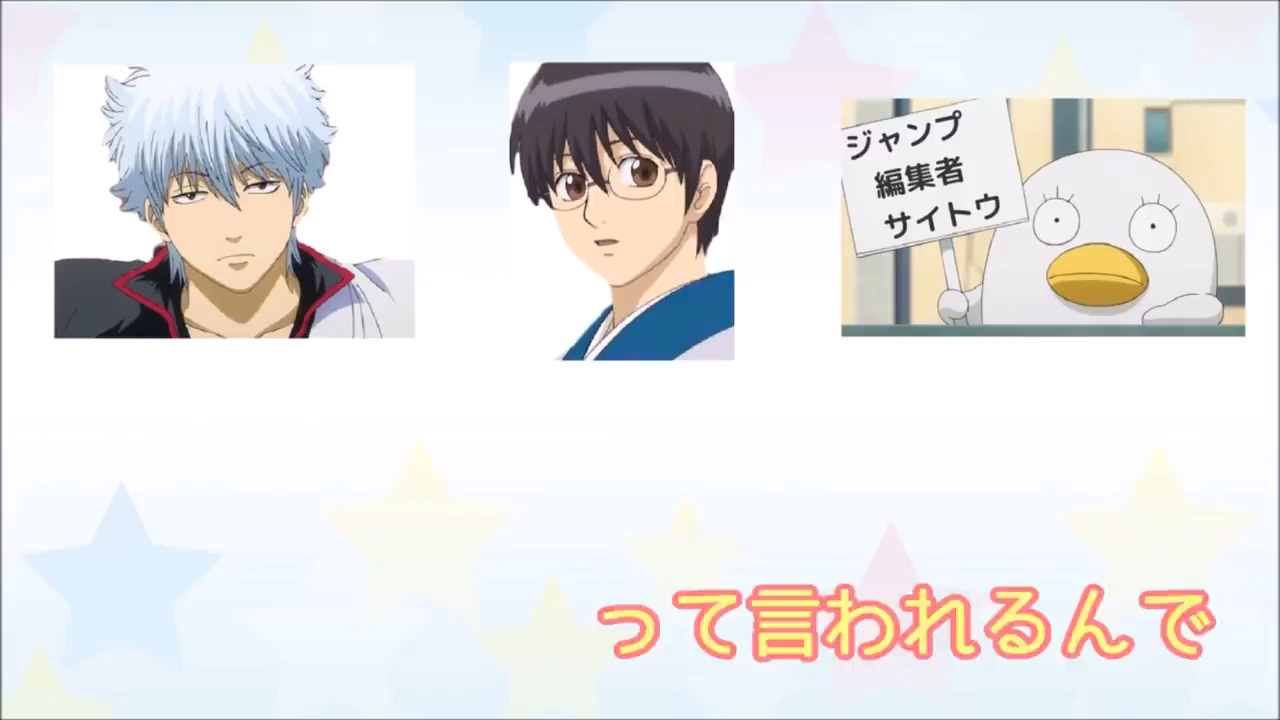 ジャンプ
編集者
サイトウ
って言われるんで